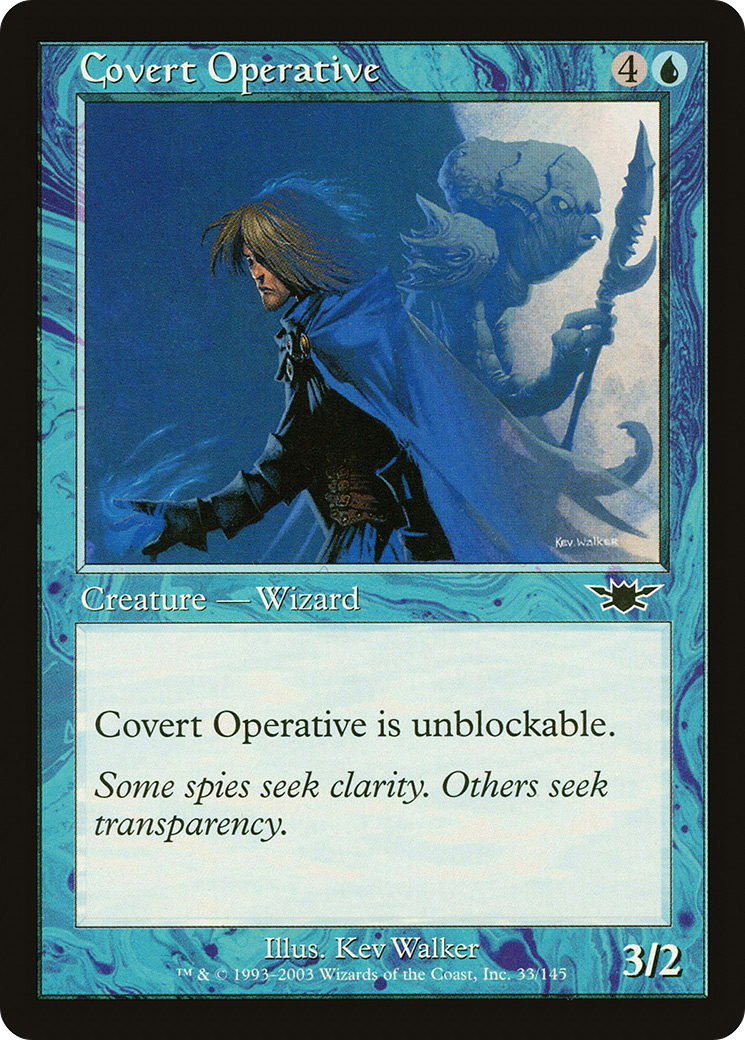 Covert Operative
4
Kev. Walker
Creature — Wizard
Covert Operative is unblockable.
Some spies seek clarity. Others seek
transparency.
Illus. Kev Walker
™ & © 1993–2003 Wizards of the Coast, Inc. 33/145
3/2